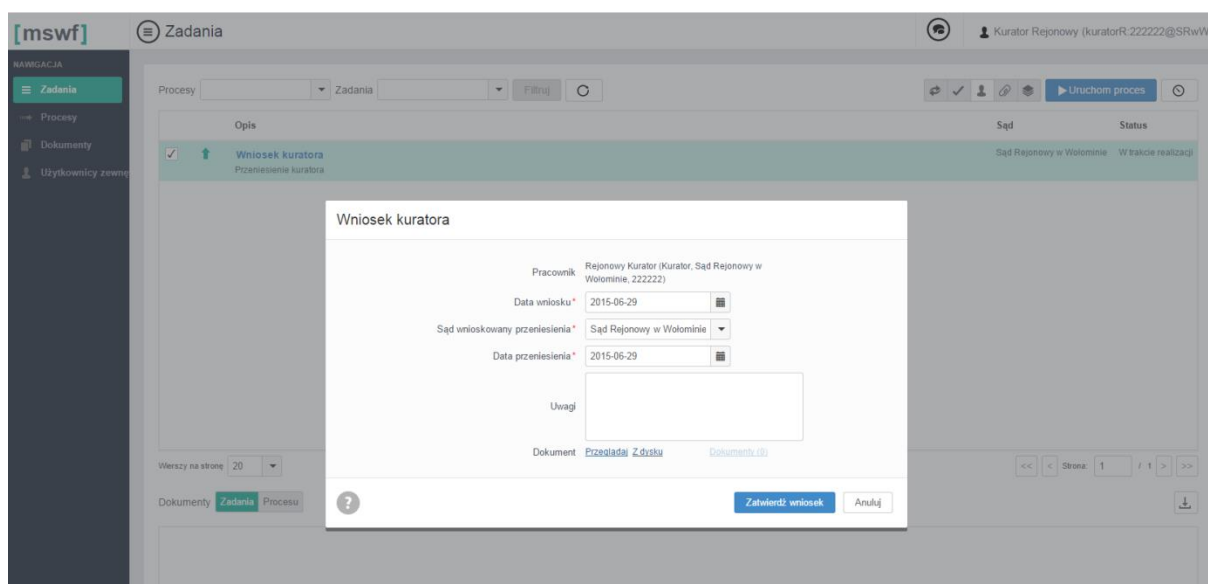 [mswf]
Zadania
Kurator Rejonowy (kuratorR.222222@SRwW
NAWIGACJA
Zadania
Procesy
Dokumenty
Użytkownicy zewnę
Procesy
Zadania
Filtruj
Uruchom proces
Opis
Sąd
Status
Wniosek kuratora
Przeniesienie kuratora
Sąd Rejonowy w Wołominie
W trakcie realizacji
Wniosek kuratora
Pracownik
Rejonowy Kurator (Kurator, Sąd Rejonowy w
Wołominie, 222222)
Data wniosku*
2015-06-29
Sąd wnioskowany przeniesienia*
Sąd Rejonowy w Wołominie
Data przeniesienia*
2015-06-29
Uwagi
Dokument
Przeglądaj
Z dysku
Dokumenty (0)
Zatwierdź wniosek
Anuluj
Wierszy na stronę
20
<<
<
Strona:
1
/ 1
>
>>
Dokumenty
Zadania
Procesu